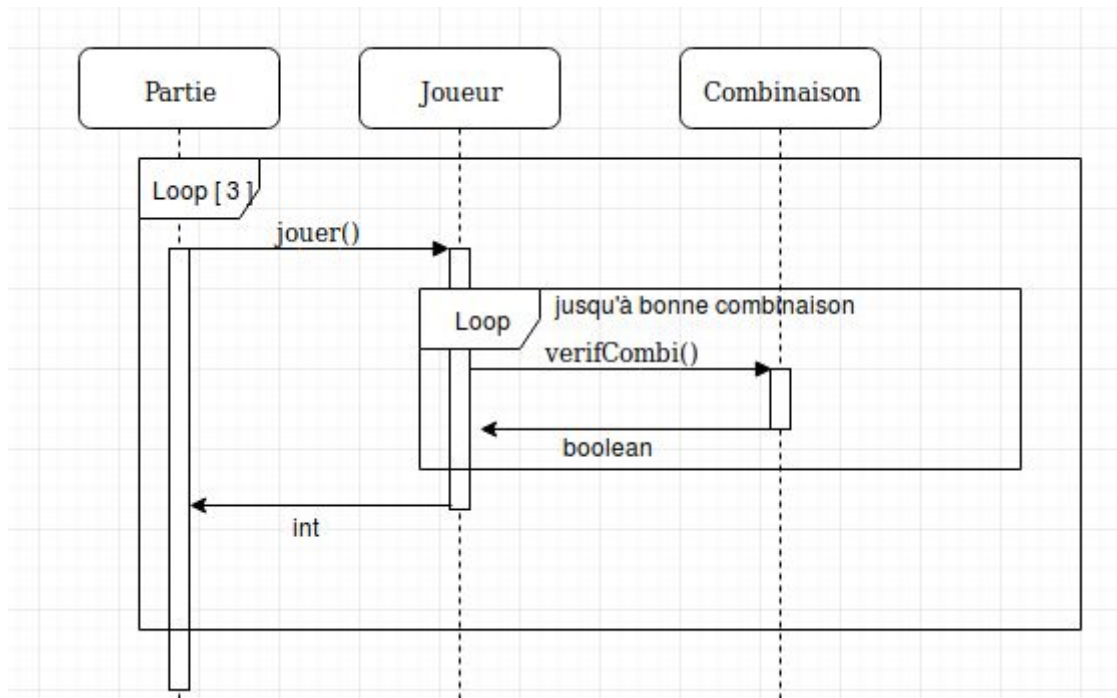 Partie
Joueur
Combinaison
Loop [ 3 ]
jouer()
jusqu'à bonne combinaison
Loop
verifCombi()
boolean
int